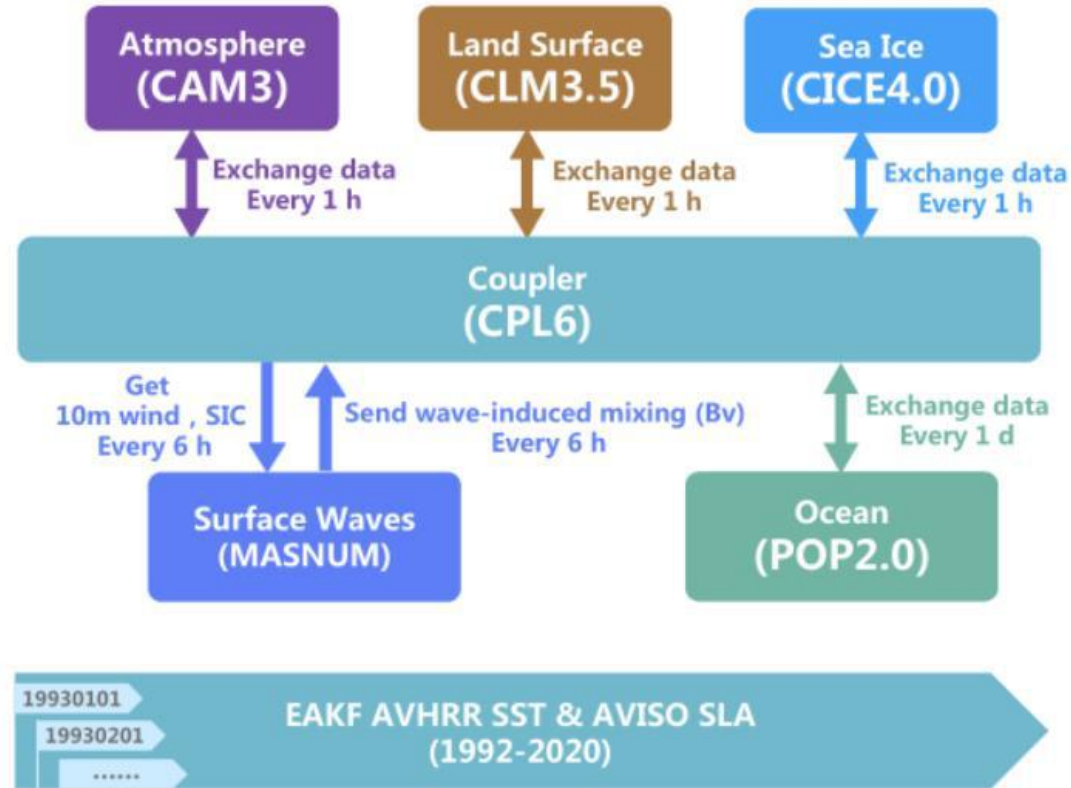 Atmosphere
(CAM3)
Land Surface
(CLM3.5)
Sea Ice
(CICE4.0)
Exchange data
Every 1 h
Exchange data
Every 1 h
Exchange data
Every 1 h
Coupler
(CPL6)
Get
10m wind , SIC
Every 6 h
Send wave-induced mixing (Bv)
Every 6 h
Exchange data
Every 1 d
Surface Waves
(MASNUM)
Ocean
(POP2.0)
19930101
19930201
......
EAKF AVHRR SST & AVISO SLA
(1992-2020)